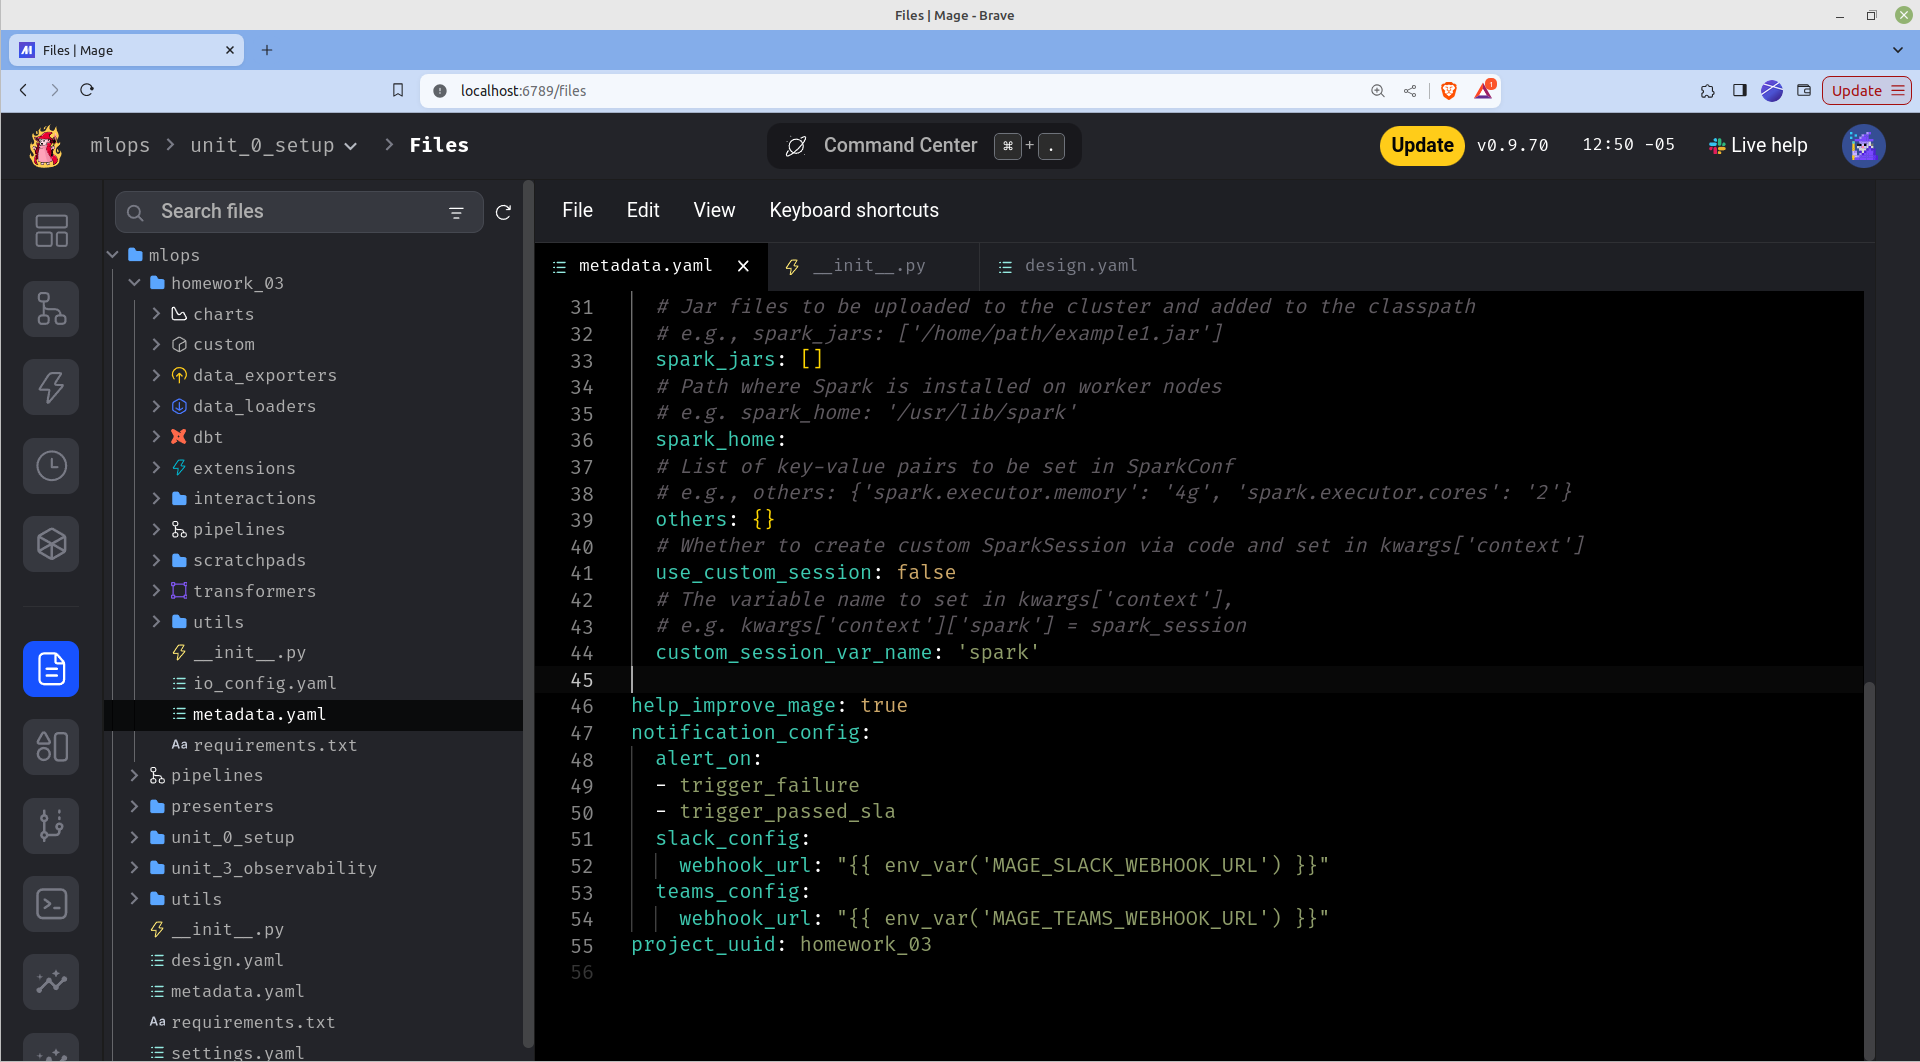 Files | Mage - Brave
Files | Mage
localhost:6789/files
1
Update
mlops
unit_0_setup
Files
Command Center ⌘ + .
Update
v0.9.70
12:50 -05
Live help
Search files
mlops
homework_03
charts
custom
data_exporters
data_loaders
dbt
extensions
interactions
pipelines
scratchpads
transformers
utils
__init__.py
io_config.yaml
metadata.yaml
Aa requirements.txt
pipelines
presenters
unit_0_setup
unit_3_observability
utils
__init__.py
design.yaml
metadata.yaml
Aa requirements.txt
settings.yaml
File Edit View Keyboard shortcuts
metadata.yaml
__init__.py
design.yaml
31 # Jar files to be uploaded to the cluster and added to the classpath
32 # e.g., spark_jars: ['/home/path/example1.jar']
33 spark_jars: []
34 # Path where Spark is installed on worker nodes
35 # e.g. spark_home: '/usr/lib/spark'
36 spark_home:
37 # List of key-value pairs to be set in SparkConf
38 # e.g., others: {'spark.executor.memory': '4g', 'spark.executor.cores': '2'}
39 others: {}
40 # Whether to create custom SparkSession via code and set in kwargs['context']
41 use_custom_session: false
42 # The variable name to set in kwargs['context'],
43 # e.g. kwargs['context']['spark'] = spark_session
44 custom_session_var_name: 'spark'
45
46 help_improve_mage: true
47 notification_config:
48 alert_on:
49 - trigger_failure
50 - trigger_passed_sla
51 slack_config:
52 webhook_url: "{{ env_var('MAGE_SLACK_WEBHOOK_URL') }}"
53 teams_config:
54 webhook_url: "{{ env_var('MAGE_TEAMS_WEBHOOK_URL') }}"
55 project_uuid: homework_03
56